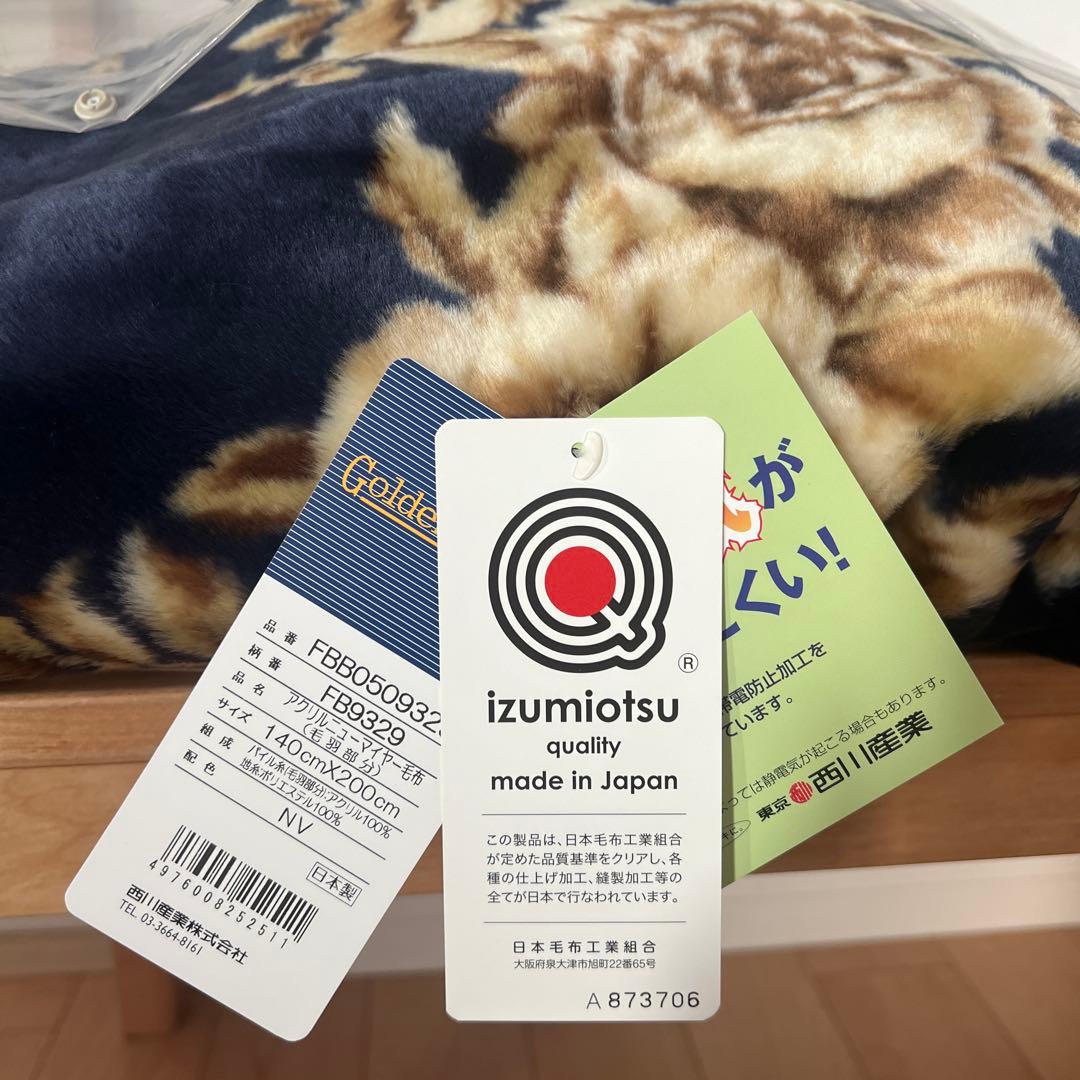 Golde
品番 FBB050932
柄番 FB9329
品名 アクリルニューマイヤー毛布
(毛羽部分)
サイズ 140cmX200cm
組成 パイル糸(毛羽部分):アクリル100%
地糸:ポリエステル100%
配色 NV
日本製
4976008252511
西川産業株式会社
TEL. 03-3664-8161
Q
®
izumiotsu
quality
made in Japan
この製品は、日本毛布工業組合
が定めた品質基準をクリアし、各
種の仕上げ加工、縫製加工等の
全てが日本で行なわれています。
日本毛布工業組合
大阪府泉大津市旭町22番65号
A 873706
が
くい!
帯電防止加工を
ています。
っては静電気が起こる場合もあります。
に。
東京 西川産業